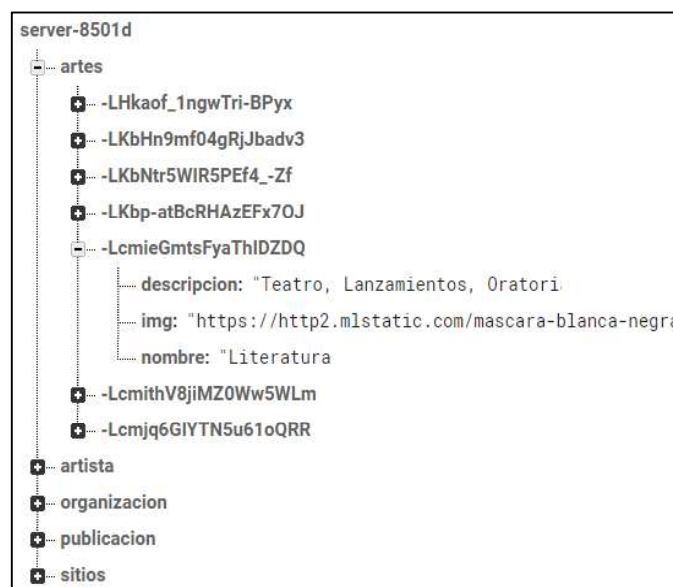 server-8501d
artes
-LHkaof_1ngwTri-BPyx
-LKbHn9mf04gRjJbadv3
-LKbNtr5WIR5PEf4_-Zf
-LKbp-atBcRHAzEFx7OJ
-LcmieGmtsFyaThIDZDQ
descripcion: "Teatro, Lanzamientos, Oratori
img: "https://http2.mlstatic.com/mascara-blanca-negra
nombre: "Literatura
-LcmithV8jiMZ0Ww5WLm
-Lcmjq6GIYTN5u61oQRR
artista
organizacion
publicacion
sitios